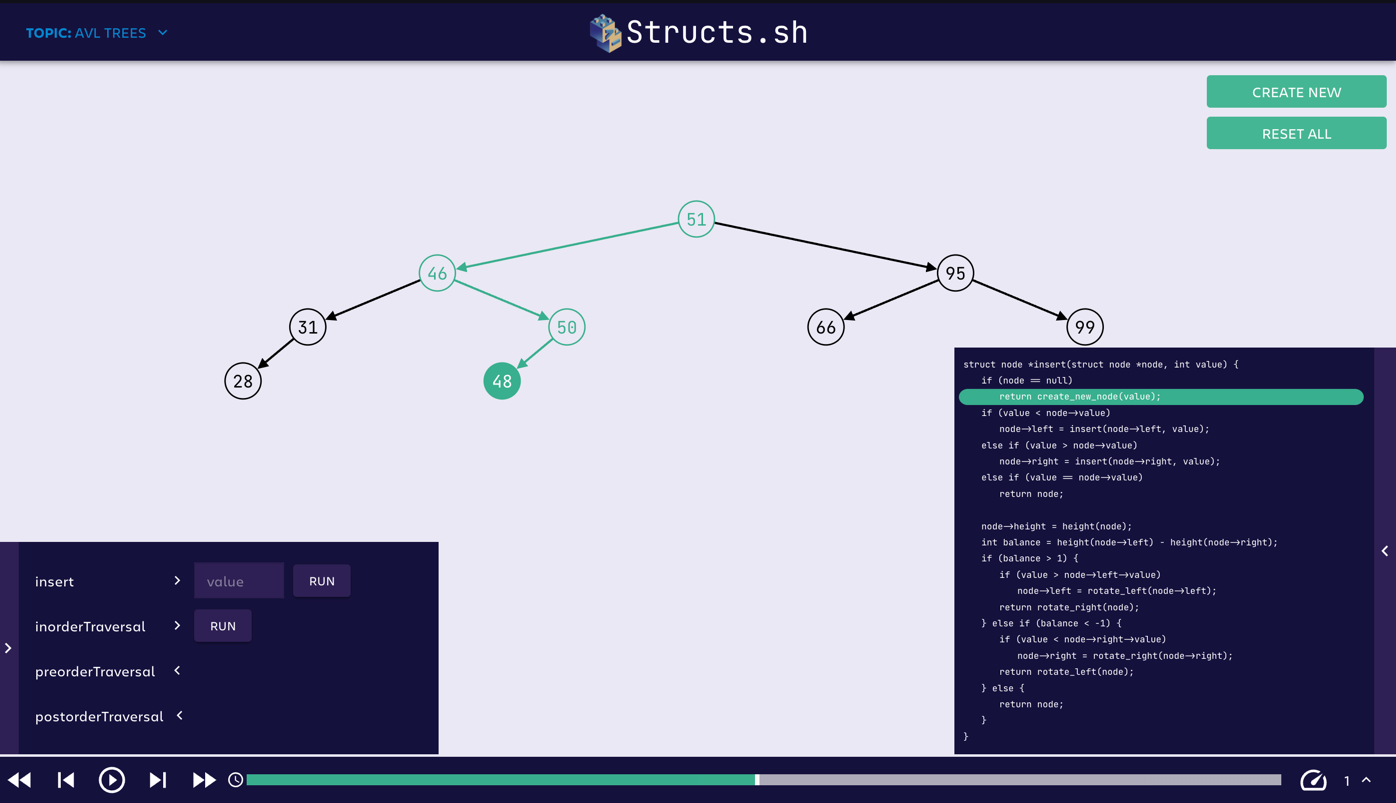 TOPIC: AVL TREES
Structs.sh
CREATE NEW
RESET ALL
51
46
95
31
50
66
99
28
48
struct node *insert(struct node *node, int value) {
if (node == null)
return create_new_node(value);
if (value < node->value)
node->left = insert(node->left, value);
else if (value > node->value)
node->right = insert(node->right, value);
else if (value == node->value)
return node;
node->height = height(node);
int balance = height(node->left) - height(node->right);
if (balance > 1) {
if (value > node->left->value)
node->left = rotate_left(node->left);
return rotate_right(node);
} else if (balance < -1) {
if (value < node->right->value)
node->right = rotate_right(node->right);
return rotate_left(node);
} else {
return node;
}
}
insert
value
RUN
inorderTraversal
RUN
preorderTraversal
postorderTraversal
1